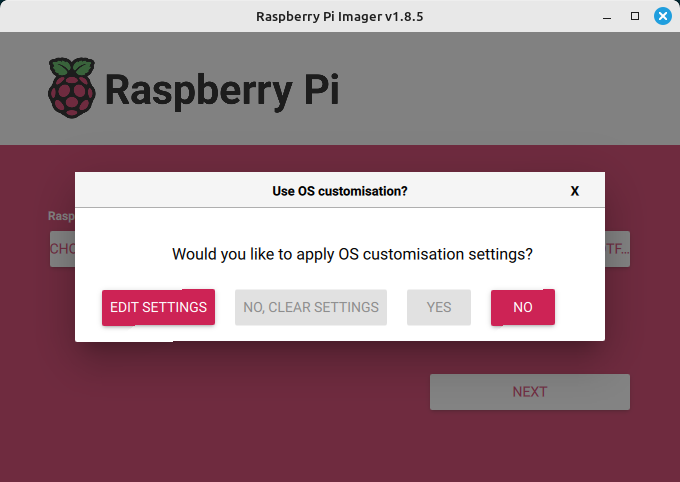 Raspberry Pi Imager v1.8.5
Raspberry Pi
Use OS customisation?
X
Rasp
CHO
TF...
Would you like to apply OS customisation settings?
EDIT SETTINGS
NO, CLEAR SETTINGS
YES
NO
NEXT